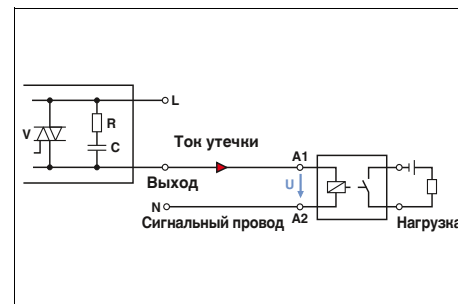 L
R
V
C
Ток утечки
A1
Выход
U
N
A2
Сигнальный провод
Нагрузка